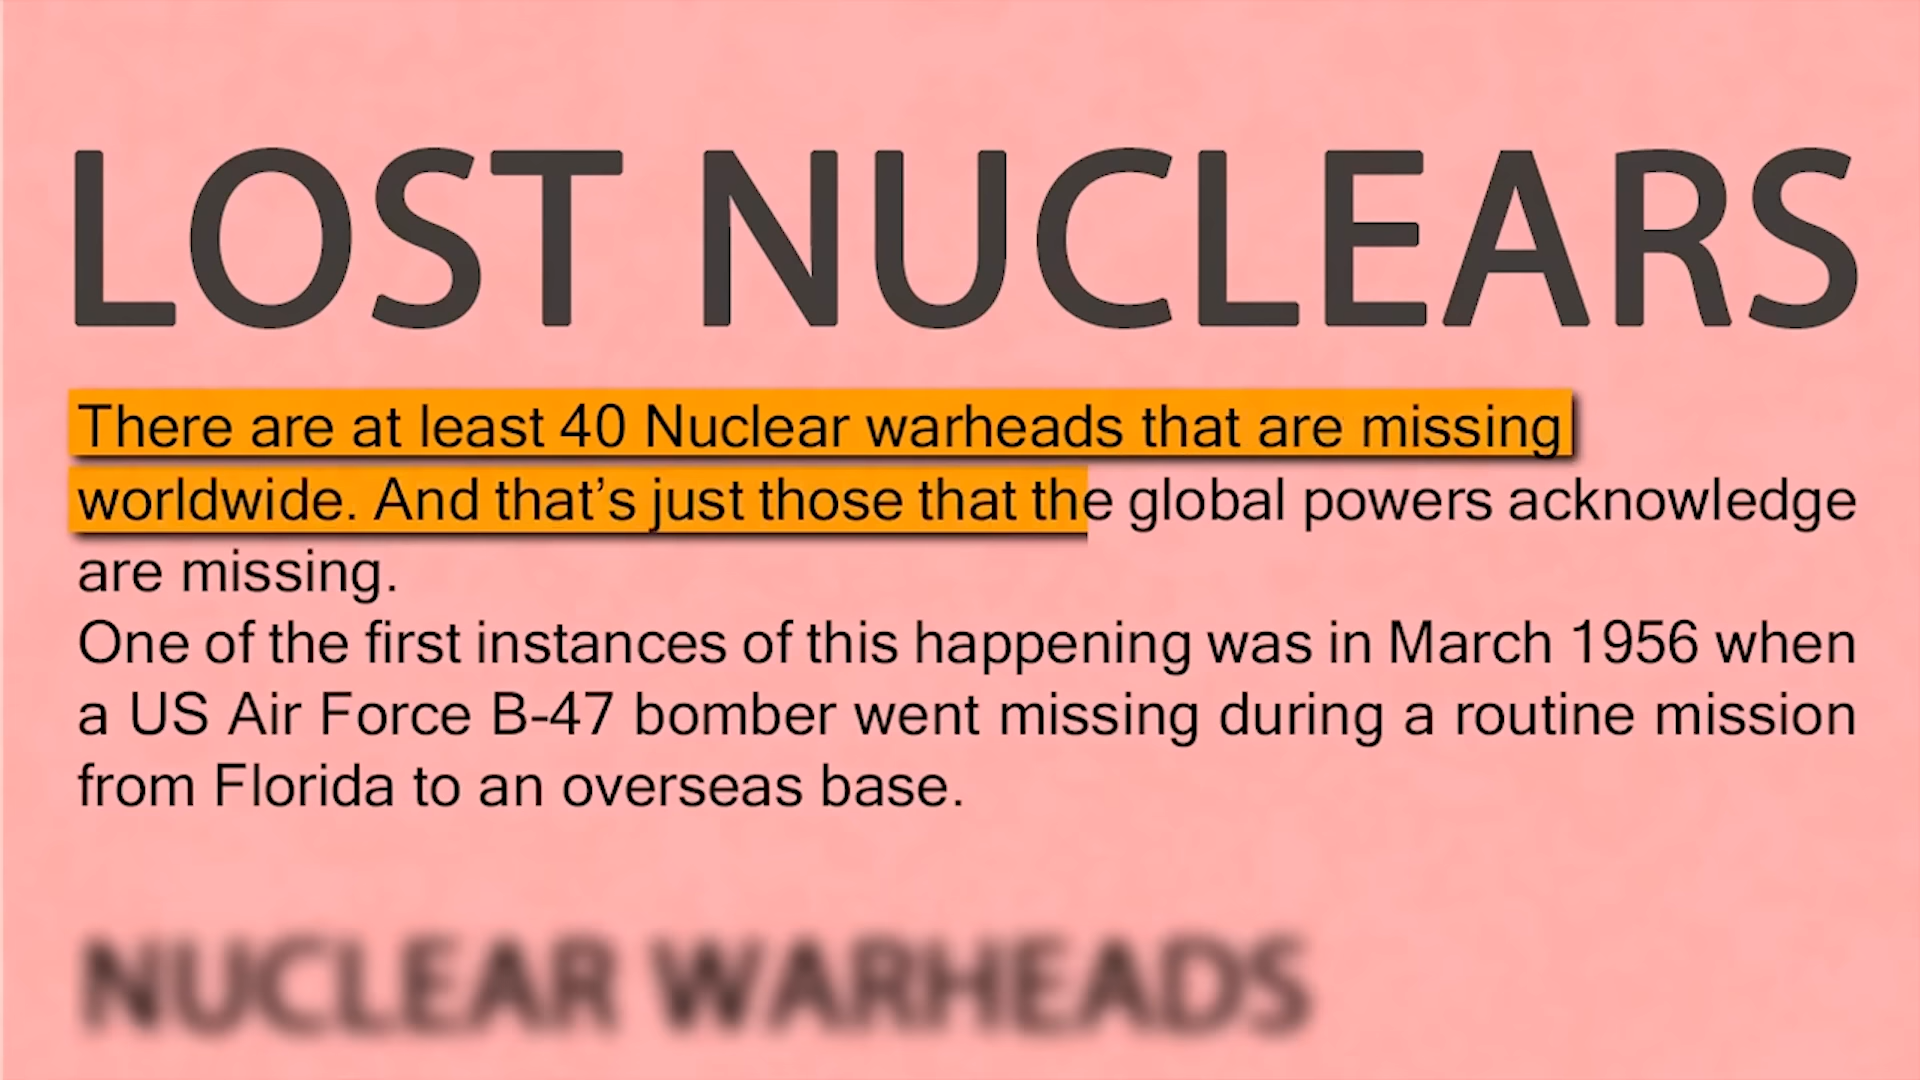 LOST NUCLEARS
There are at least 40 Nuclear warheads that are missing
worldwide. And that’s just those that the global powers acknowledge
are missing.
One of the first instances of this happening was in March 1956 when
a US Air Force B-47 bomber went missing during a routine mission
from Florida to an overseas base.
NUCLEAR WARHEADS